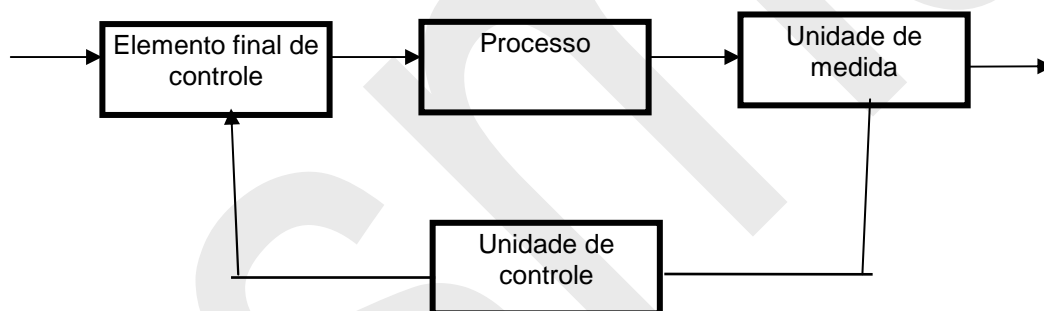 Elemento final de
controle
Processo
Unidade de
medida
Unidade de
controle